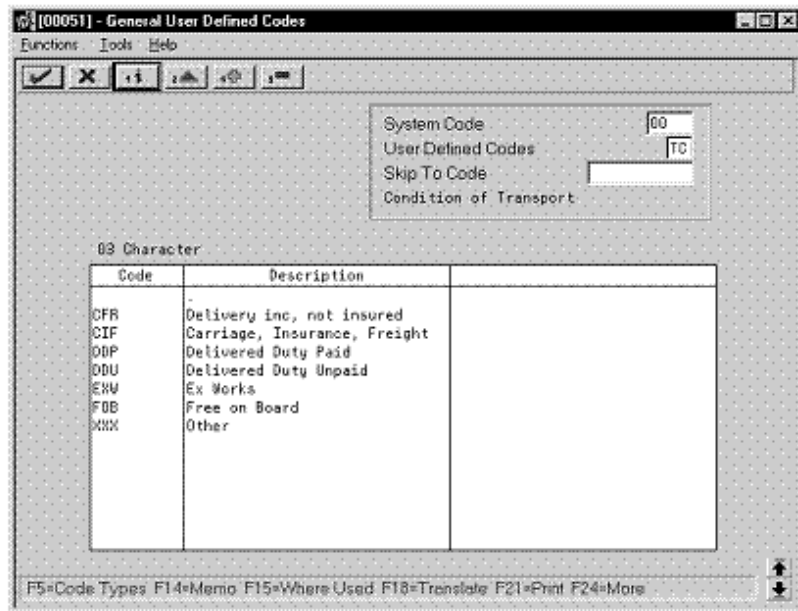 [00051] - General User Defined Codes
Functions Tools Help
System Code 00
User Defined Codes TC
Skip To Code
Condition of Transport
03 Character
Code Description
.
CFR Delivery inc, not insured
CIF Carriage, Insurance, Freight
DDP Delivered Duty Paid
DDU Delivered Duty Unpaid
EXW Ex Works
FOB Free on Board
XXX Other
F5=Code Types F14=Memo F15=Where Used F18=Translate F21=Print F24=More